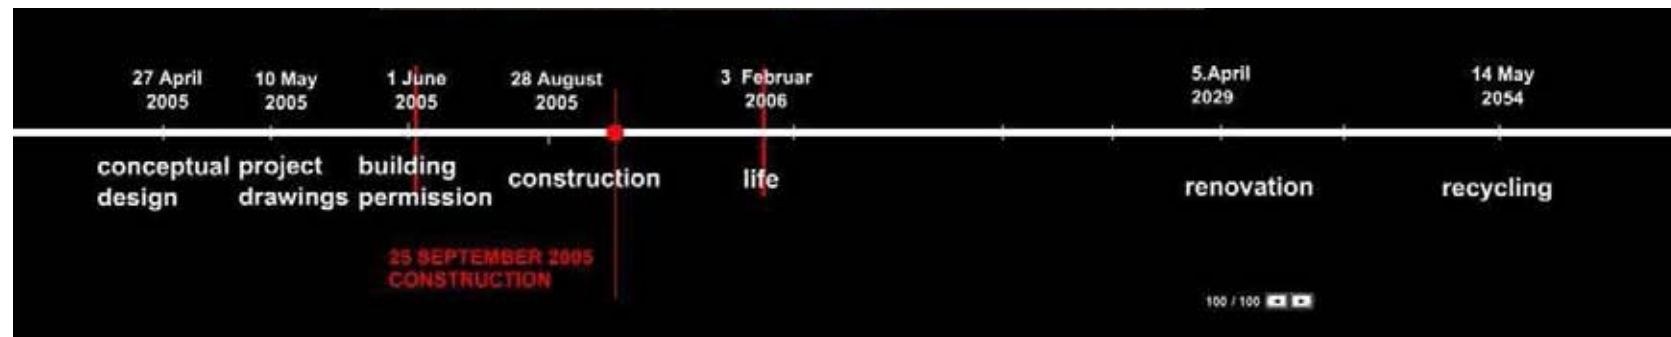 27 April
2005
10 May
2005
1 June
2005
28 August
2005
3 Februar
2006
5.April
2029
14 May
2054
conceptual
design
project
drawings
building
permission
construction
life
renovation
recycling
25 SEPTEMBER 2005
CONSTRUCTION
100 / 100